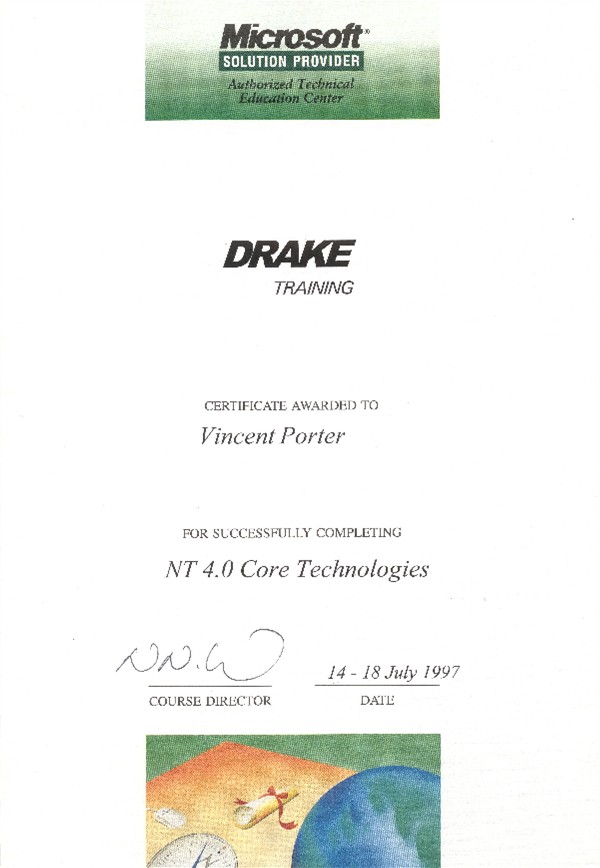 Microsoft®
SOLUTION PROVIDER
Authorized Technical
Education Center
DRAKE
TRAINING
CERTIFICATE AWARDED TO
Vincent Porter
FOR SUCCESSFULLY COMPLETING
NT 4.0 Core Technologies
14 - 18 July 1997
COURSE DIRECTOR
DATE